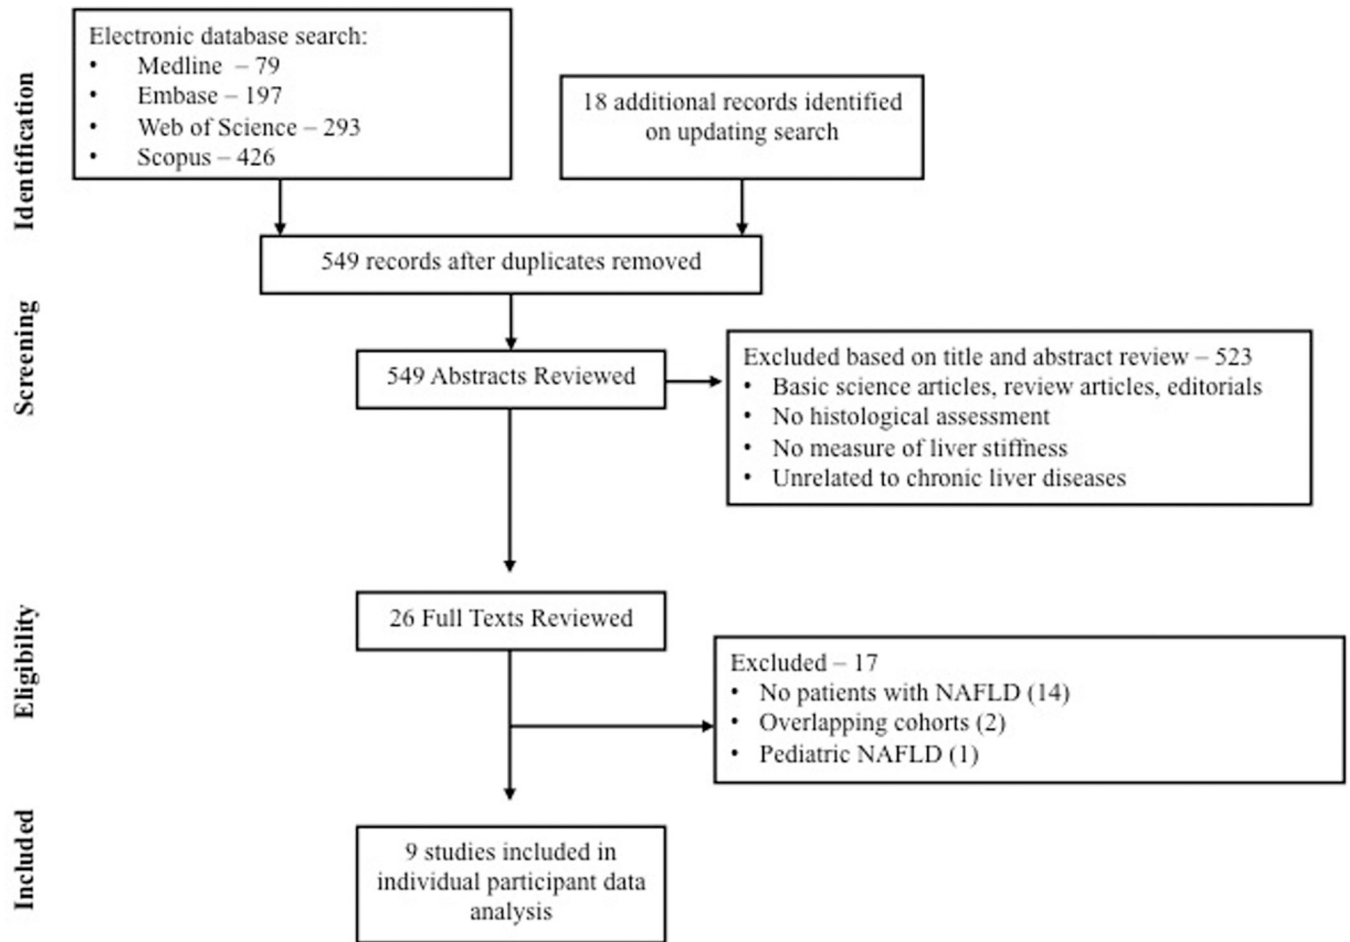 Identification
Electronic database search:
• Medline – 79
• Embase – 197
• Web of Science – 293
• Scopus – 426
18 additional records identified
on updating search
549 records after duplicates removed
Screening
549 Abstracts Reviewed
Excluded based on title and abstract review – 523
• Basic science articles, review articles, editorials
• No histological assessment
• No measure of liver stiffness
• Unrelated to chronic liver diseases
Eligibility
26 Full Texts Reviewed
Excluded – 17
• No patients with NAFLD (14)
• Overlapping cohorts (2)
• Pediatric NAFLD (1)
Included
9 studies included in
individual participant data
analysis